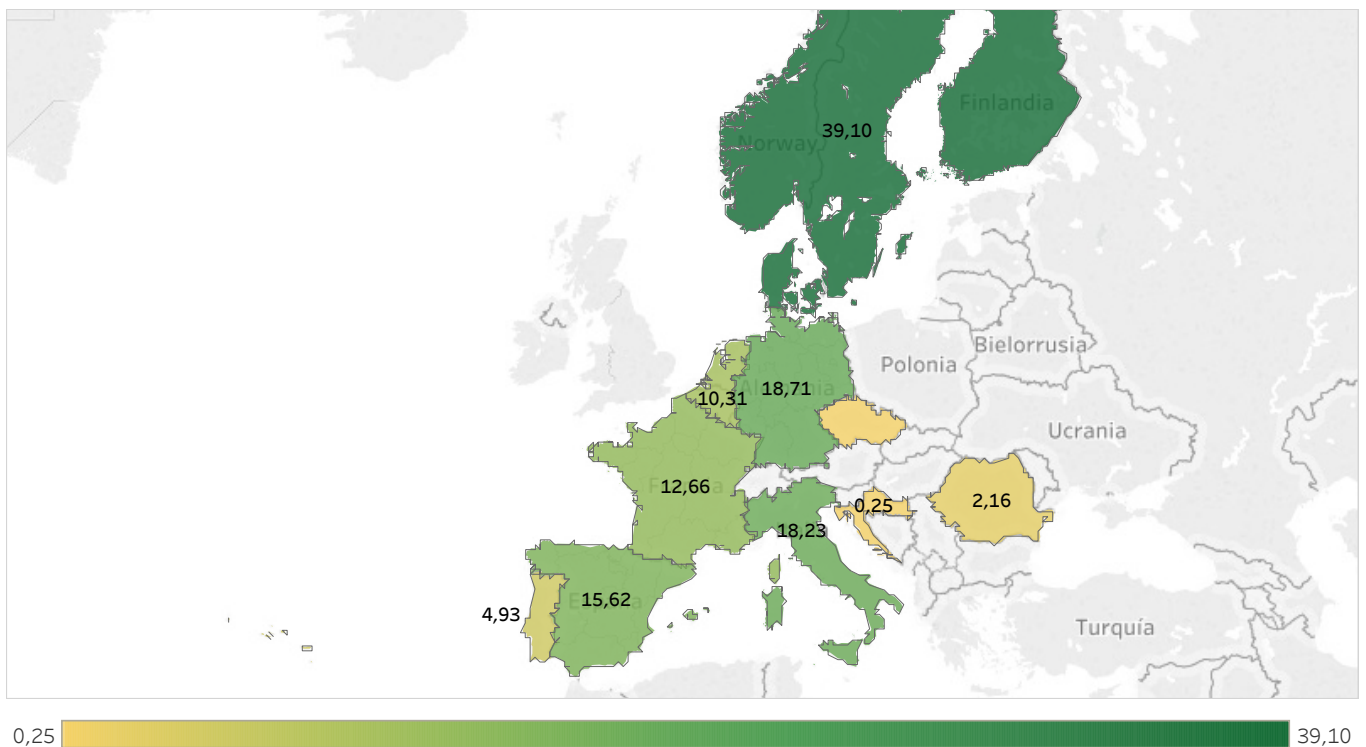 Finlandia
39,10
Norway
Bielorrusia
Polonia
18,71
10,31
Ucrania
12,66
2,16
0,25
18,23
España
15,62
4,93
Turquía
0,25
39,10